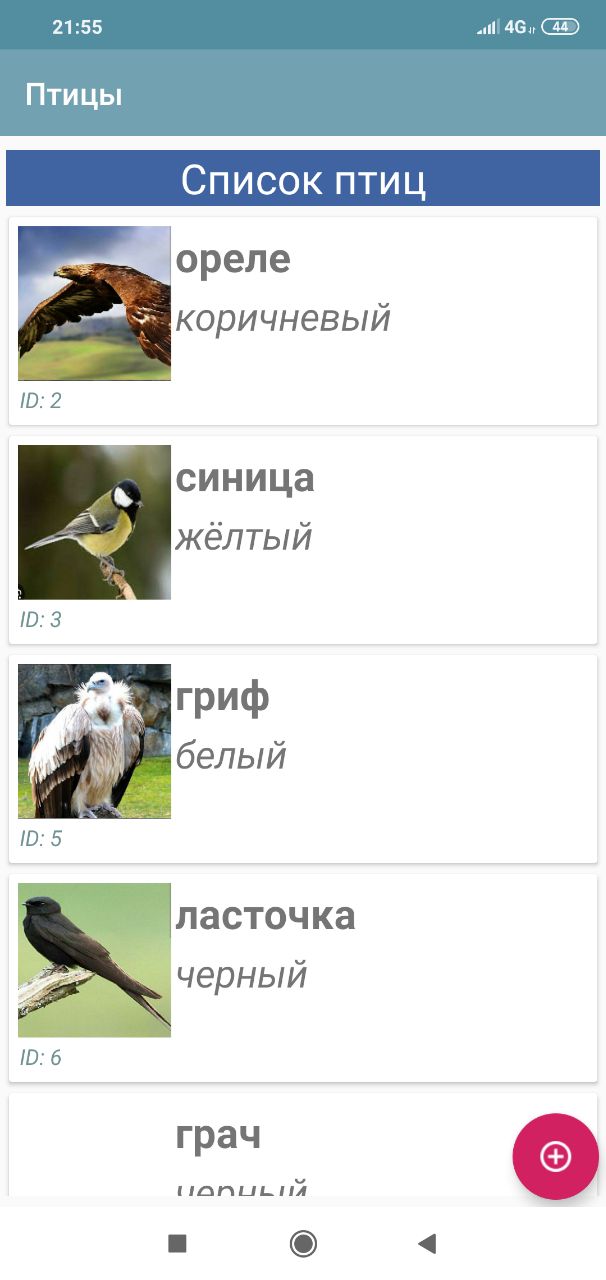 21:55
4G 44
Птицы
Список птиц
ореле
коричневый
ID: 2
синица
жёлтый
ID: 3
гриф
белый
ID: 5
ласточка
черный
ID: 6
грач
черный